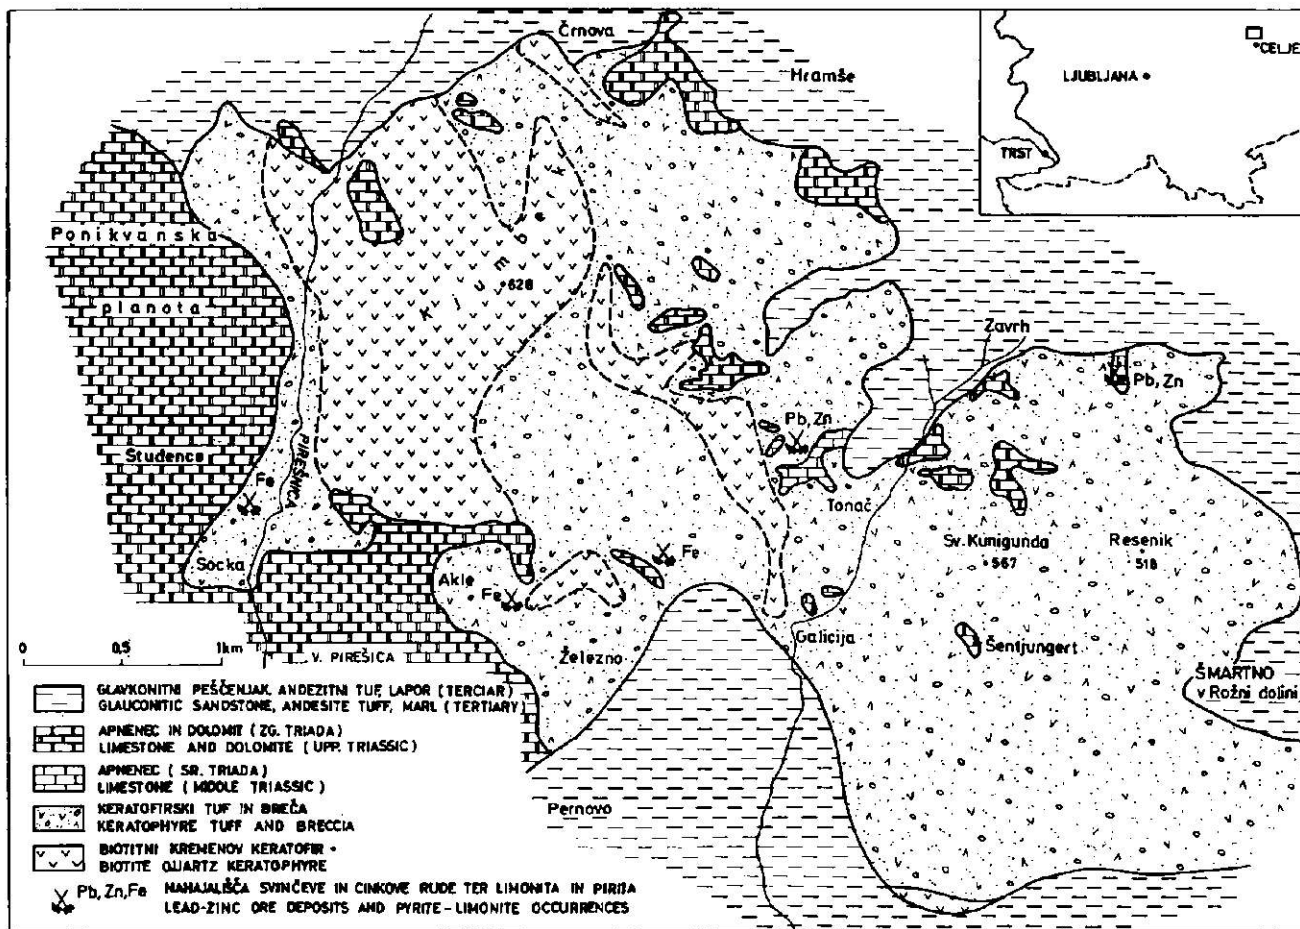 Črnova
Hramše
CELJE
LJUBLJANA
TRST
Ponikvanska
planota
Klumberk
628
Zavrh
Pb, Zn
Pb, Zn
Studence
Fe
PIREŠNICA
Tonač
Socka
Akle
Fe
Fe
Sv. Kunigunda
567
Resenik
518
Galicija
Šentjungert
Železno
ŠMARTNO
v Rožni dolini
0 0,5 1km
V. PIREŠICA
GLAVKONITNI PEŠČENJAK, ANDEZITNI TUF, LAPOR (TERCIAR)
GLAUCONITIC SANDSTONE, ANDESITE TUFF, MARL (TERTIARY)
APNENEC IN DOLOMIT (ZG. TRIADA)
LIMESTONE AND DOLOMITE (UPP. TRIASSIC)
APNENEC (SR. TRIADA)
LIMESTONE (MIDDLE TRIASSIC)
Pernovo
KERATOFIRSKI TUF IN BREČA
KERATOPHYRE TUFF AND BRECCIA
BIOTITNI KREMENOV KERATOFIR
BIOTITE QUARTZ KERATOPHYRE
Pb, Zn, Fe NAHAJALIŠČA SVINČEVE IN CINKOVE RUDE TER LIMONITA IN PIRITA
LEAD-ZINC ORE DEPOSITS AND PYRITE-LIMONITE OCCURRENCES